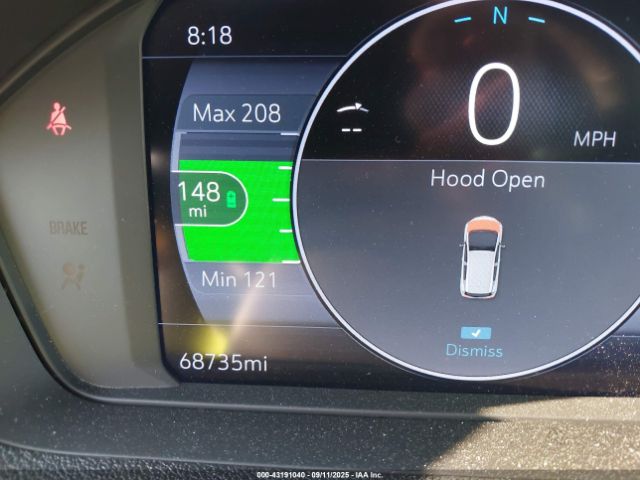 8:18
N
Max 208
0
--
MPH
148
mi
Hood Open
BRAKE
Min 121
Dismiss
68735mi
000-43191040 - 09/11/2025 - IAA Inc.